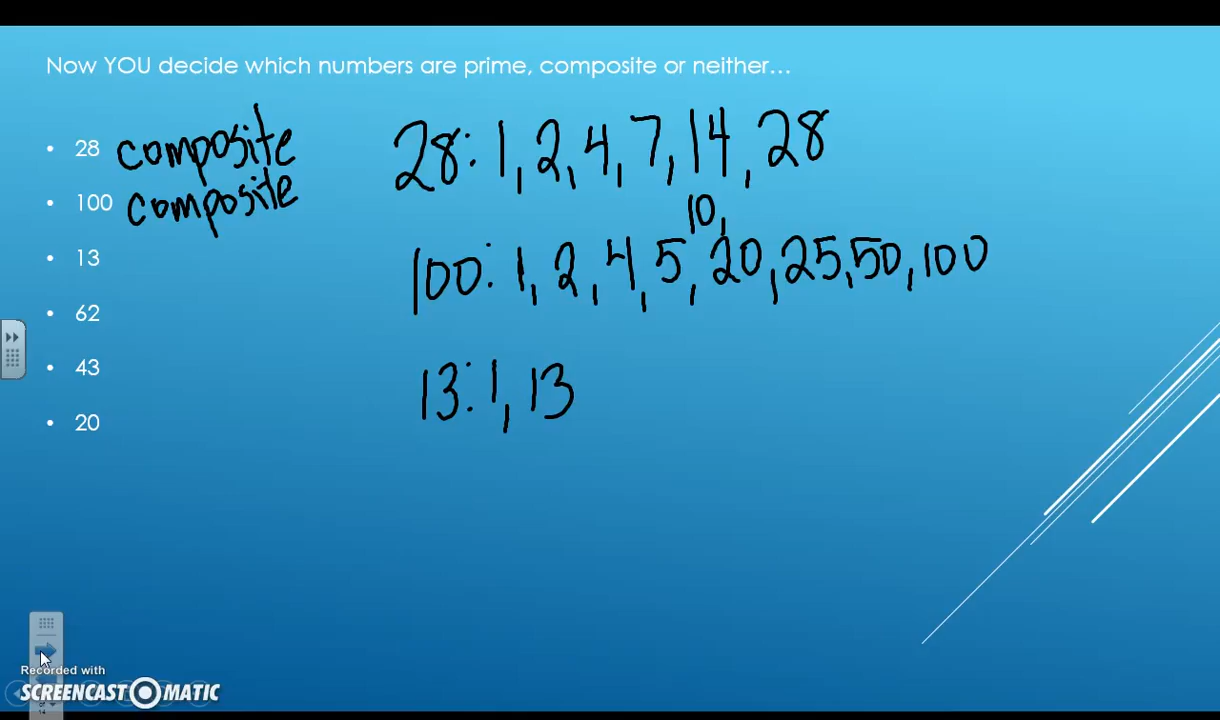 Now YOU decide which numbers are prime, composite or neither...
• 28 composite 28: 1, 2, 4, 7, 14, 28
• 100 composite 10,
100: 1, 2, 4, 5, 20, 25, 50, 100
• 13
• 62
• 43 13: 1, 13
• 20
Recorded with
SCREENCAST MATIC